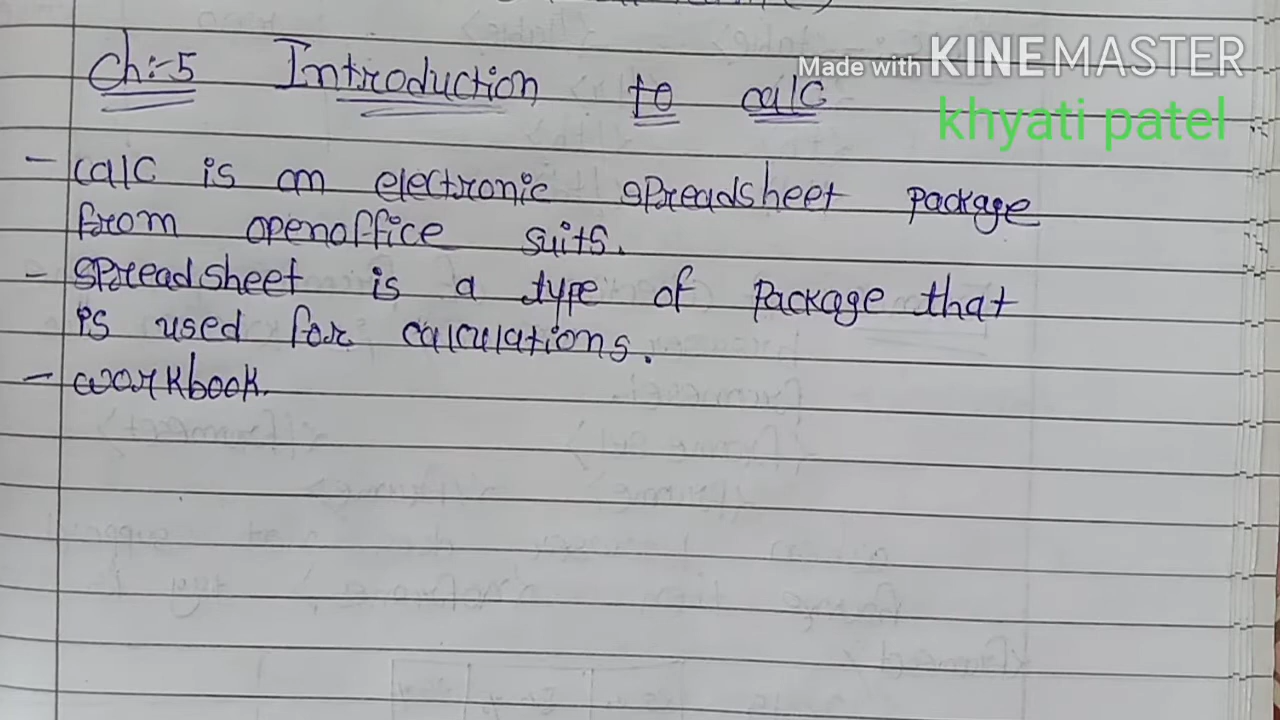 Ch:-5 Introduction to calc
Made with KINEMASTER
khyati patel
- calc is an electronic spreadsheet package
from openoffice suits.
- spreadsheet is a type of package that
is used for calculations.
- workbook.